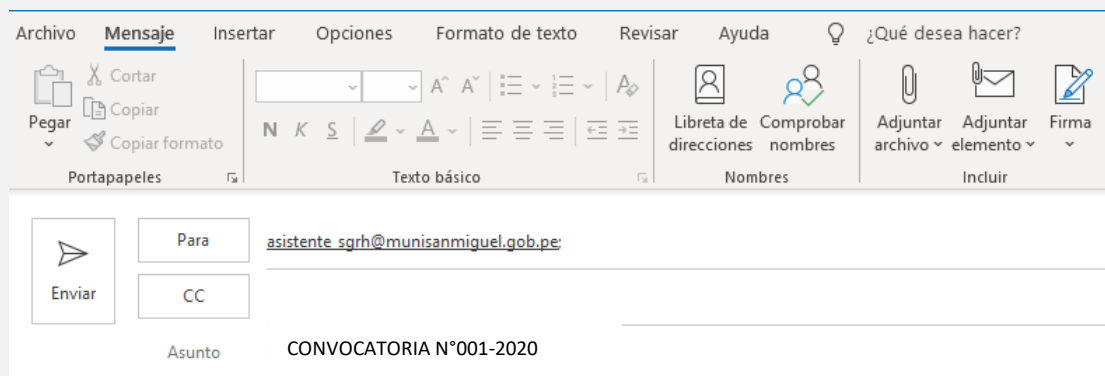 Archivo Mensaje Insertar Opciones Formato de texto Revisar Ayuda ¿Qué desea hacer?
Pegar
Cortar
Copiar
Copiar formato
Portapapeles
N K S A
Texto básico
Libreta de direcciones
Comprobar nombres
Nombres
Adjuntar archivo
Adjuntar elemento
Firma
Incluir
Enviar
Para asistente sgrh@munisanmiguel.gob.pe;
CC
Asunto CONVOCATORIA N°001-2020